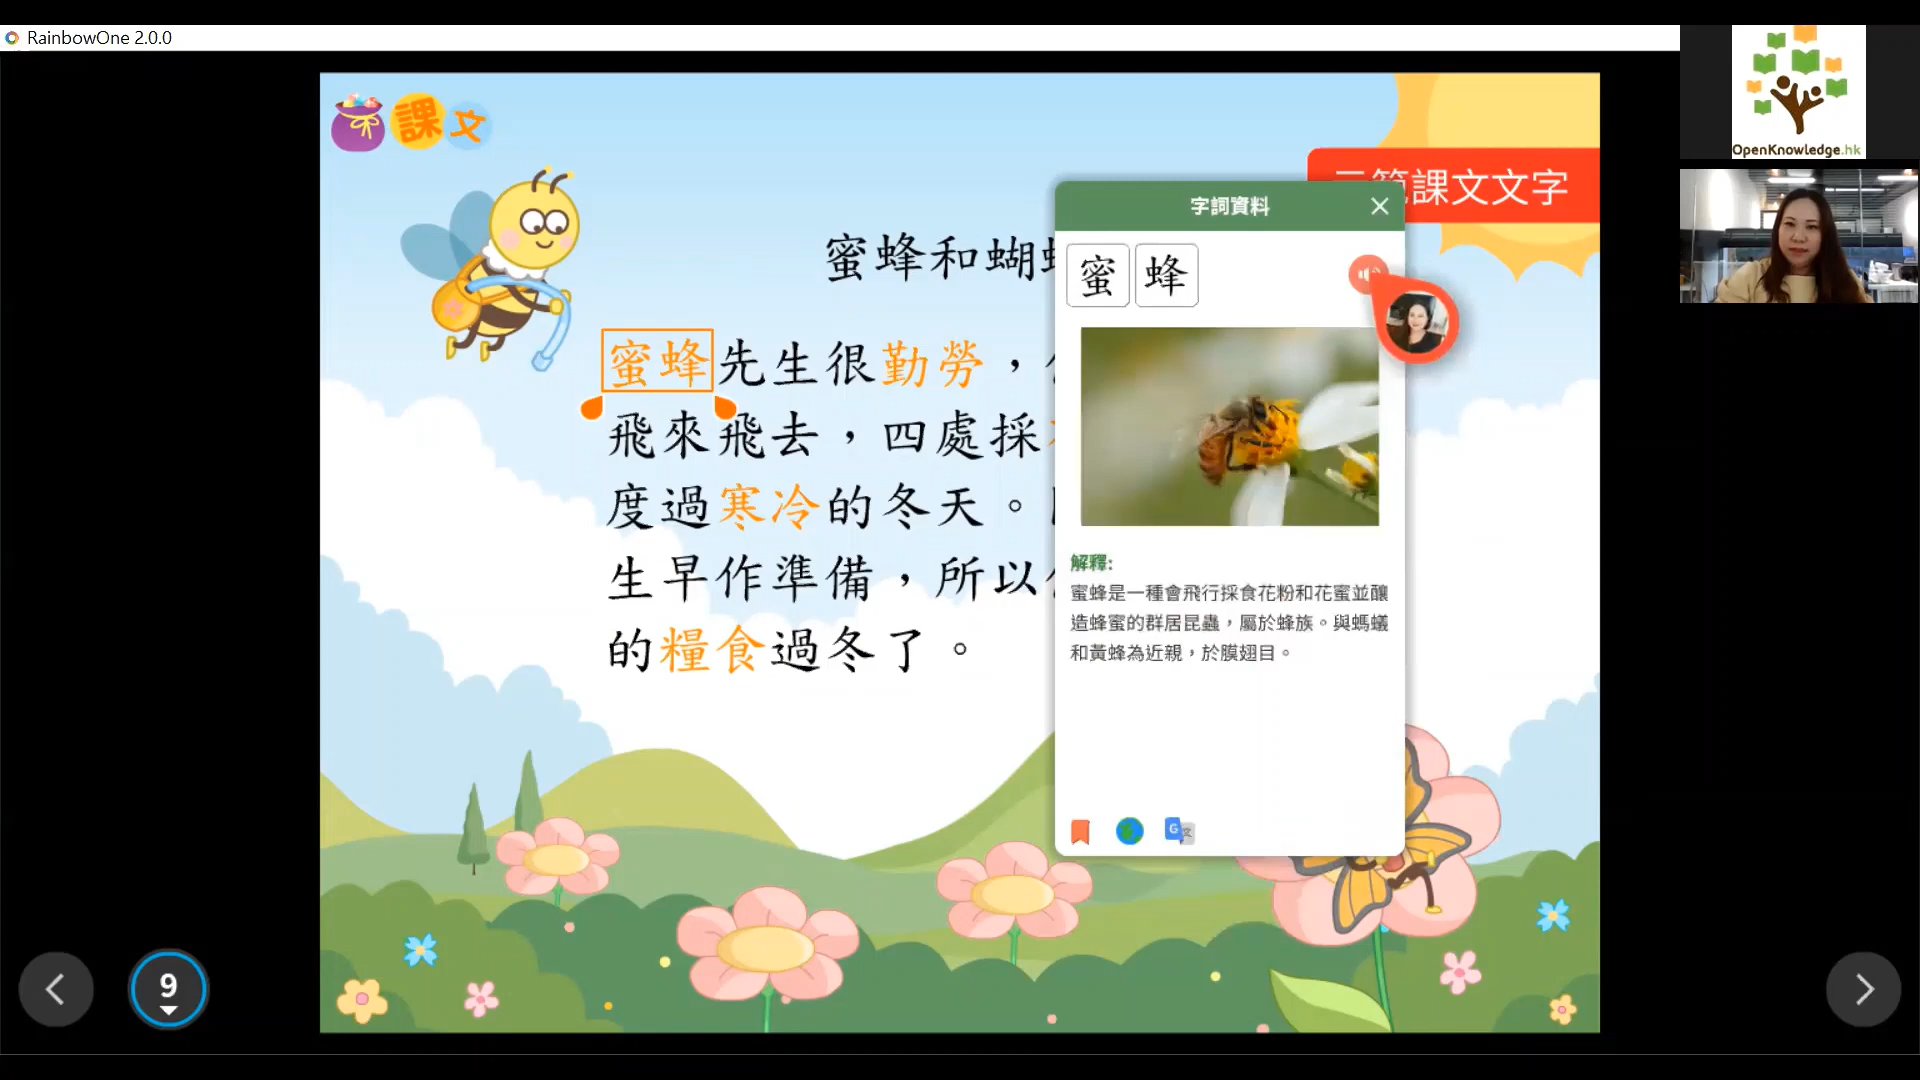 RainbowOne 2.0.0
OpenKnowledge.hk
課文
課文文字
蜜蜂和蝴
蜜蜂先生很勤勞，
飛來飛去，四處採
度過寒冷的冬天。
生早作準備，所以
的糧食過冬了。
字詞資料
蜜蜂
解釋:
蜜蜂是一種會飛行採食花粉和花蜜並釀
造蜂蜜的群居昆蟲，屬於蜂族。與螞蟻
和黃蜂為近親，於膜翅目。
G文
9